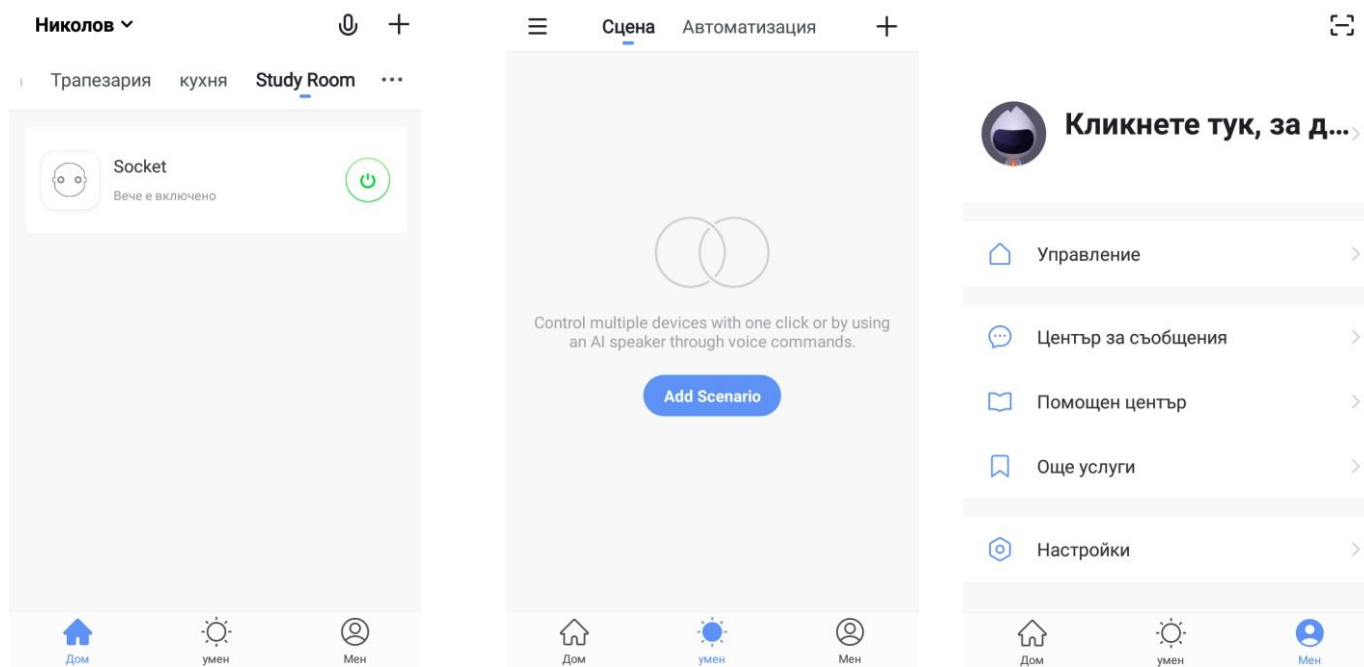 Николов
Трапезария кухня Study Room
Socket
Вече е включено
Дом умен Мен
Сцена Автоматизация
Control multiple devices with one click or by using
an AI speaker through voice commands.
Add Scenario
Дом умен Мен
Кликнете тук, за д...
Управление
Център за съобщения
Помощен център
Още услуги
Настройки
Дом умен Мен